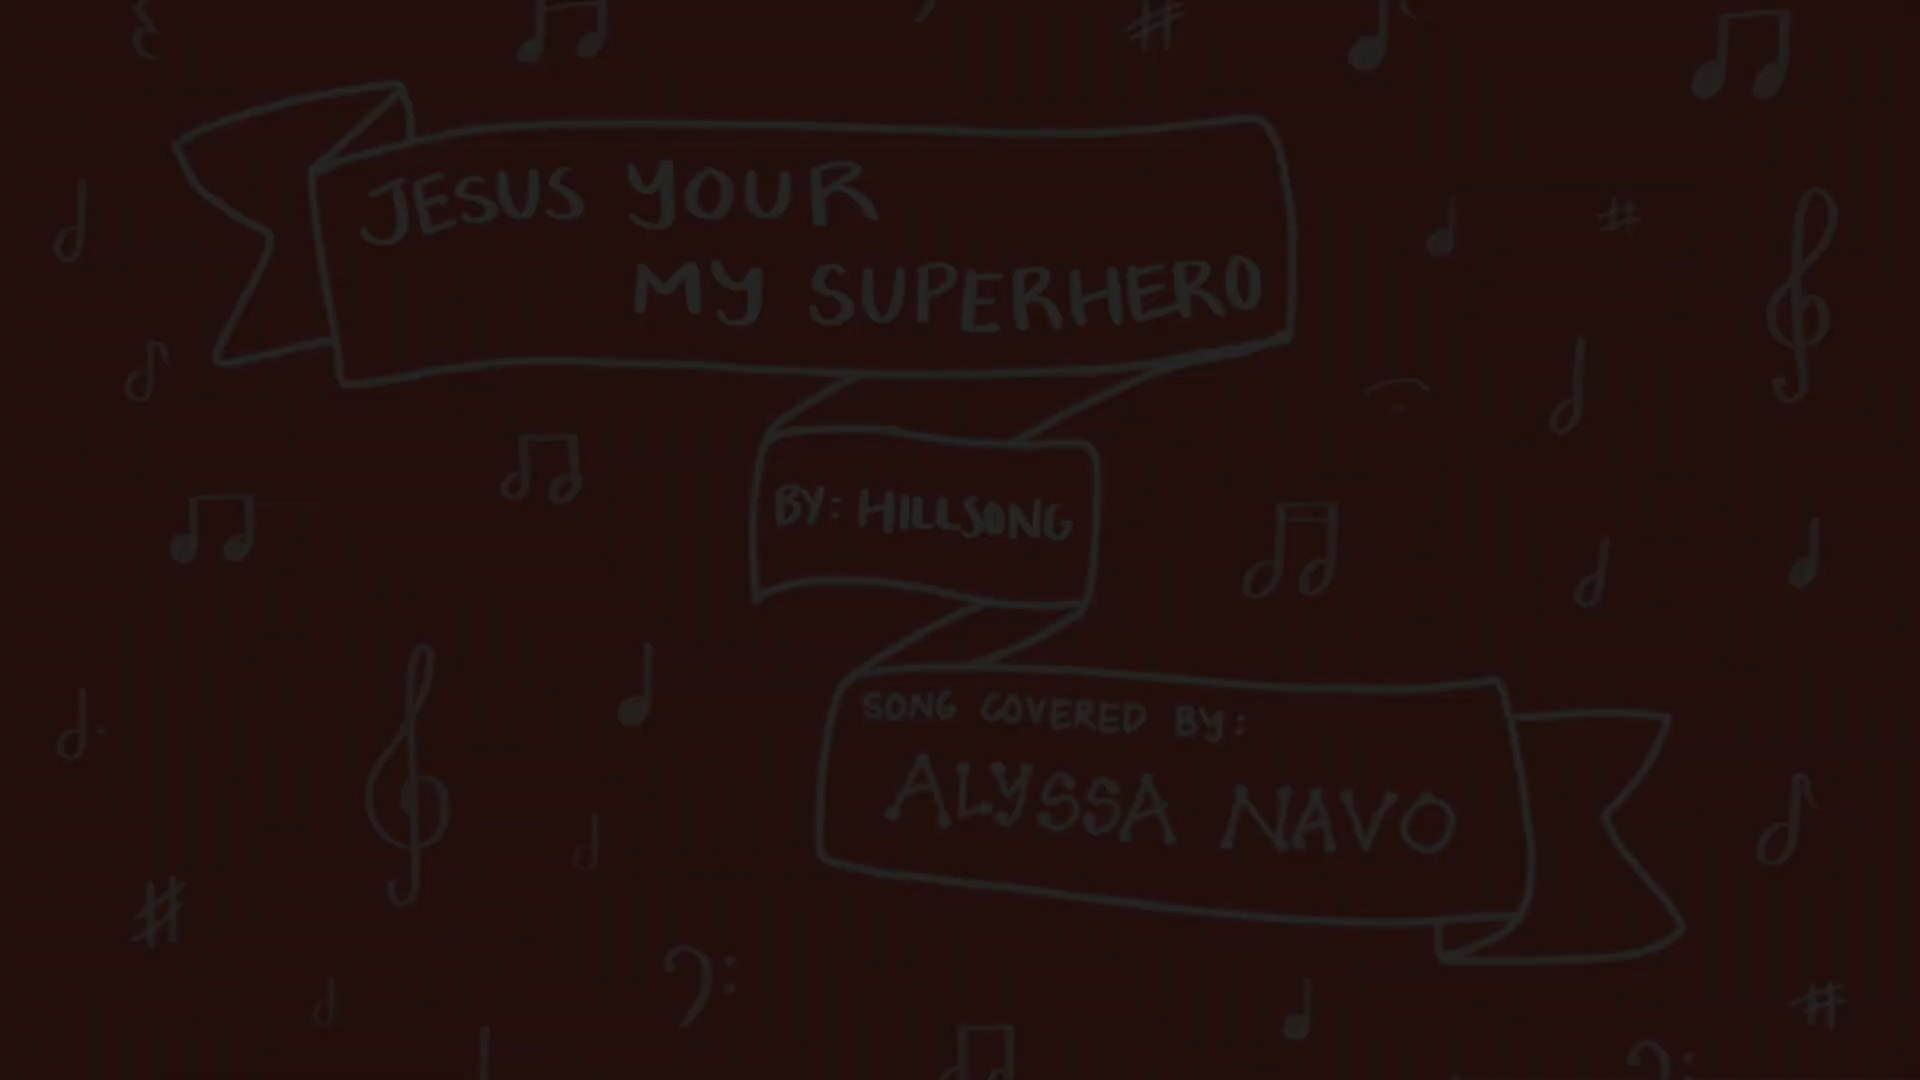 JESUS YOUR
MY SUPERHERO
BY: HILLSONG
SONG COVERED BY:
ALYSSA NAVO